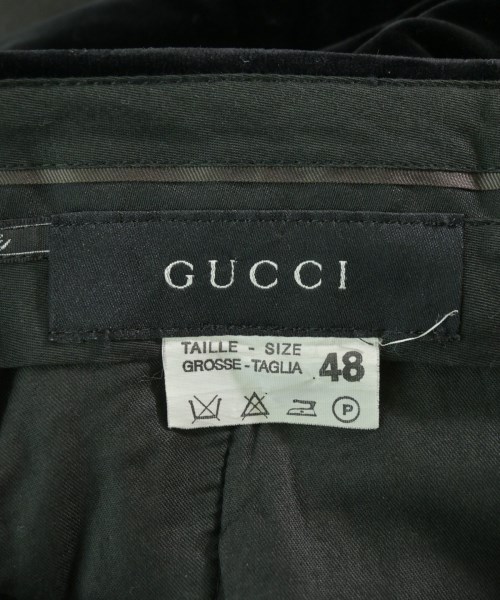 GUCCI
TAILLE - SIZE
GROSSE - TAGLIA 48
P